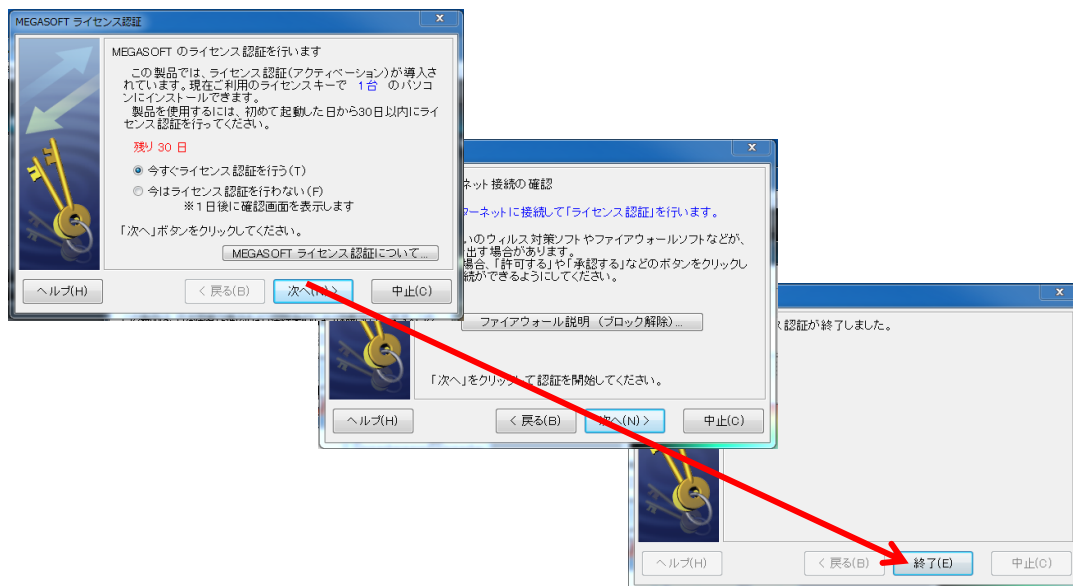 MEGASOFT ライセンス認証
x
MEGASOFT のライセンス認証を行います
この製品では、ライセンス認証(アクティベーション)が導入さ
れています。現在ご利用のライセンスキーで 1台 のパソコ
ンにインストールできます。
製品を使用するには、初めて起動した日から30日以内にライ
センス認証を行ってください。
残り 30 日
今すぐライセンス認証を行う(T)
今はライセンス認証を行わない(F)
※1日後に確認画面を表示します
「次へ」ボタンをクリックしてください。
MEGASOFT ライセンス認証について...
ヘルプ(H)
< 戻る(B)
次へ(N) >
中止(C)
x
ネット接続の確認
ターネットに接続して「ライセンス認証」を行います。
いのウィルス対策ソフトやファイアウォールソフトなどが、
出す場合があります。
場合、「許可する」や「承認する」などのボタンをクリックし
続ができるようにしてください。
ファイアウォール説明 (ブロック解除)...
「次へ」をクリックして認証を開始してください。
ヘルプ(H)
< 戻る(B)
次へ(N) >
中止(C)
x
ス認証が終了しました。
ヘルプ(H)
< 戻る(B)
終了(E)
中止(C)